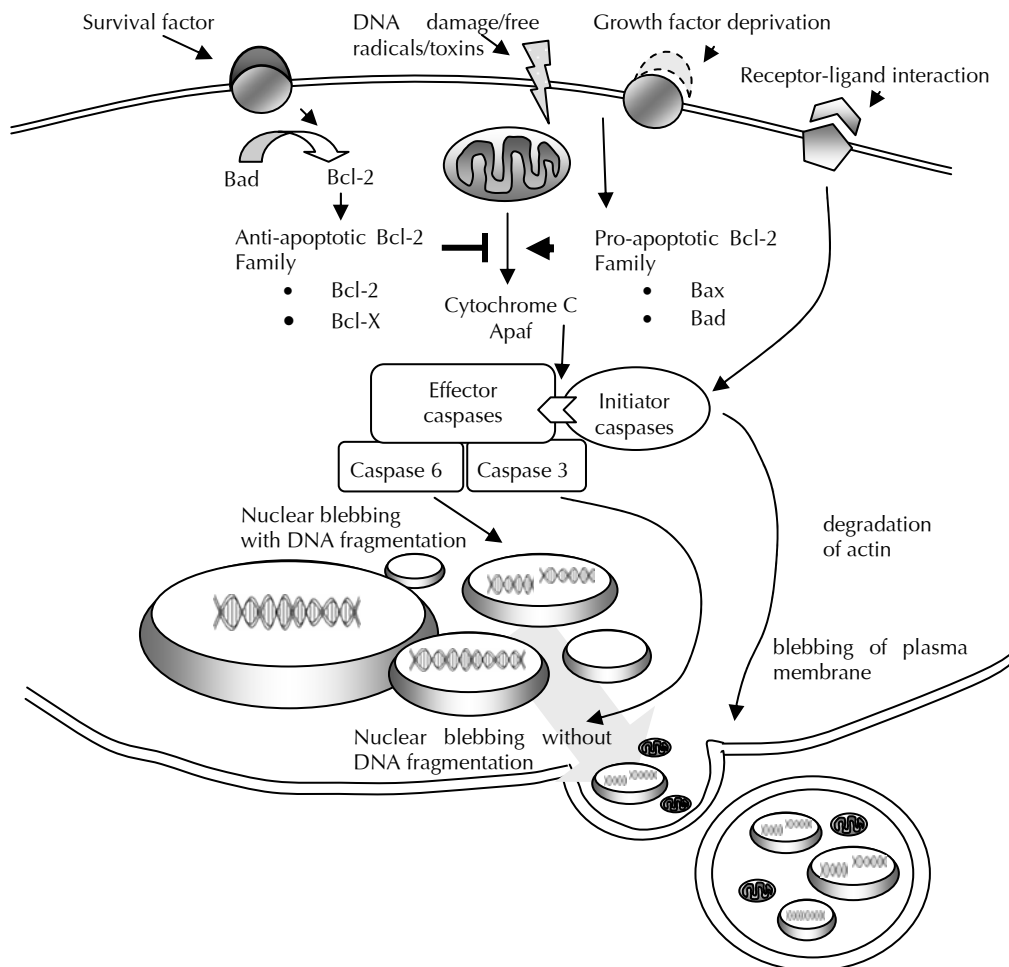 Survival factor
DNA damage/free
radicals/toxins
Growth factor deprivation
Receptor-ligand interaction
Bad
Bcl-2
Anti-apoptotic Bcl-2
Family
• Bcl-2
• Bcl-X
Pro-apoptotic Bcl-2
Family
• Bax
• Bad
Cytochrome C
Apaf
Effector
caspases
Initiator
caspases
Caspase 6
Caspase 3
Nuclear blebbing
with DNA fragmentation
degradation
of actin
blebbing of plasma
membrane
Nuclear blebbing without
DNA fragmentation